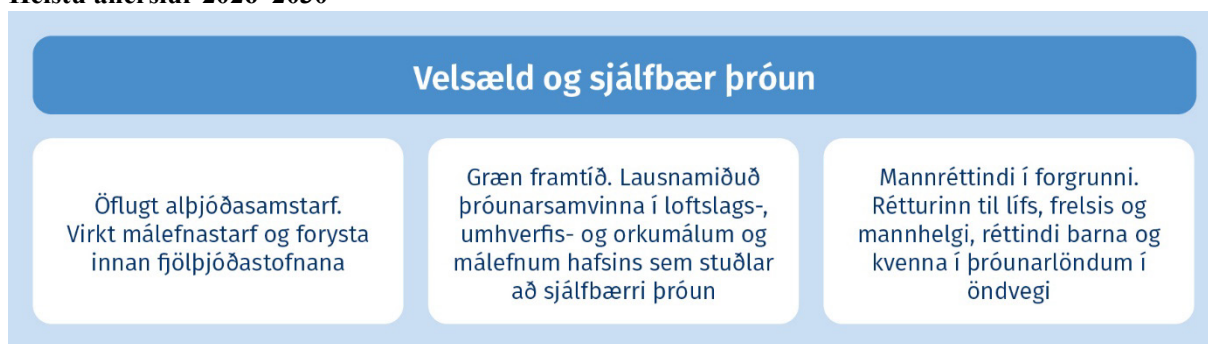 Velsæld og sjálfbær þróun
Öflugt alþjóðasamstarf.
Virkt málefnastarf og forysta
innan fjölþjóðastofnana
Græn framtíð. Lausnamiðuð
þróunarsamvinna í loftslags-,
umhverfis- og orkumálum og
málefnum hafsins sem stuðlar
að sjálfbærri þróun
Mannréttindi í forgrunni.
Rétturinn til lífs, frelsis og
mannhelgi, réttindi barna og
kvenna í þróunarlöndum í
öndvegi